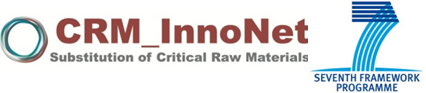 CRM_InnoNet
Substitution of Critical Raw Materials
SEVENTH FRAMEWORK
PROGRAMME